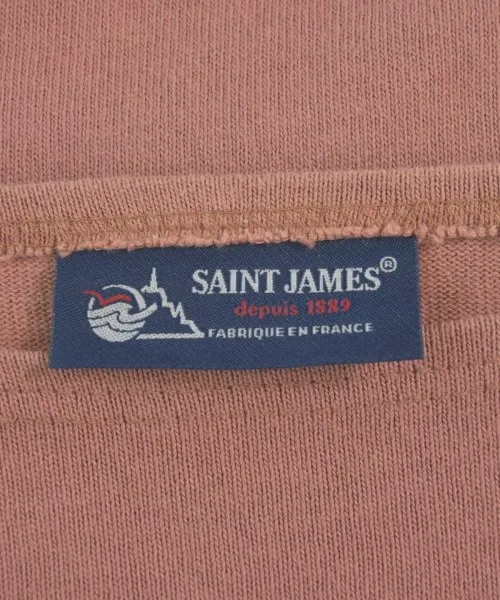 SAINT JAMES®
depuis 1889
FABRIQUE EN FRANCE